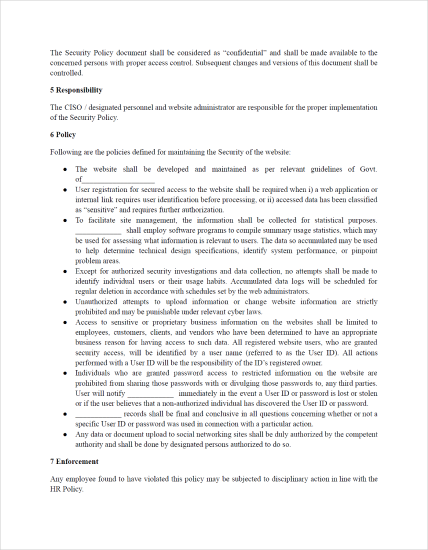 The Security Policy document shall be considered as “confidential” and shall be made available to the
concerned persons with proper access control. Subsequent changes and versions of this document shall be
controlled.
5 Responsibility
The CISO / designated personnel and website administrator are responsible for the proper implementation
of the Security Policy.
6 Policy
Following are the policies defined for maintaining the Security of the website:
● The website shall be developed and maintained as per relevant guidelines of Govt.
of____________________
● User registration for secured access to the website shall be required when i) a web application or
internal link requires user identification before processing, or ii) accessed data has been classified
as “sensitive” and requires further authorization.
● To facilitate site management, the information shall be collected for statistical purposes.
_____________ shall employ software programs to compile summary usage statistics, which may
be used for assessing what information is relevant to users. The data so accumulated may be used
to help determine technical design specifications, identify system performance, or pinpoint
problem areas.
● Except for authorized security investigations and data collection, no attempts shall be made to
identify individual users or their usage habits. Accumulated data logs will be scheduled for
regular deletion in accordance with schedules set by the web administrators.
● Unauthorized attempts to upload information or change website information are strictly
prohibited and may be punishable under relevant cyber laws.
● Access to sensitive or proprietary business information on the websites shall be limited to
employees, customers, clients, and vendors who have been determined to have an appropriate
business reason for having access to such data. All registered website users, who are granted
security access, will be identified by a user name (referred to as the User ID). All actions
performed with a User ID will be the responsibility of the ID’s registered owner.
● Individuals who are granted password access to restricted information on the website are
prohibited from sharing those passwords with or divulging those passwords to, any third parties.
User will notify _____________ immediately in the event a User ID or password is lost or stolen
or if the user believes that a non-authorized individual has discovered the User ID or password.
● _____________ records shall be final and conclusive in all questions concerning whether or not a
specific User ID or password was used in connection with a particular action.
● Any data or document upload to social networking sites shall be duly authorized by the competent
authority and shall be done by designated persons authorized to do so.
7 Enforcement
Any employee found to have violated this policy may be subjected to disciplinary action in line with the
HR Policy.